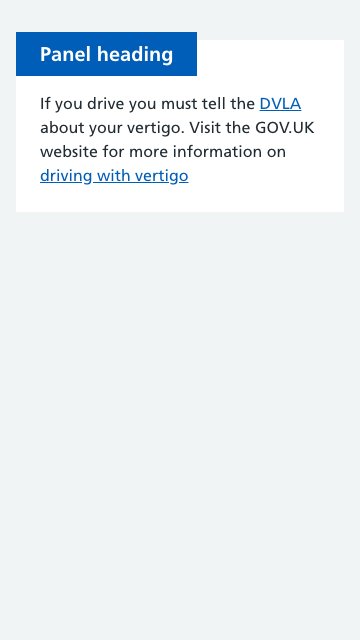 Panel heading
If you drive you must tell the DVLA
about your vertigo. Visit the GOV.UK
website for more information on
driving with vertigo